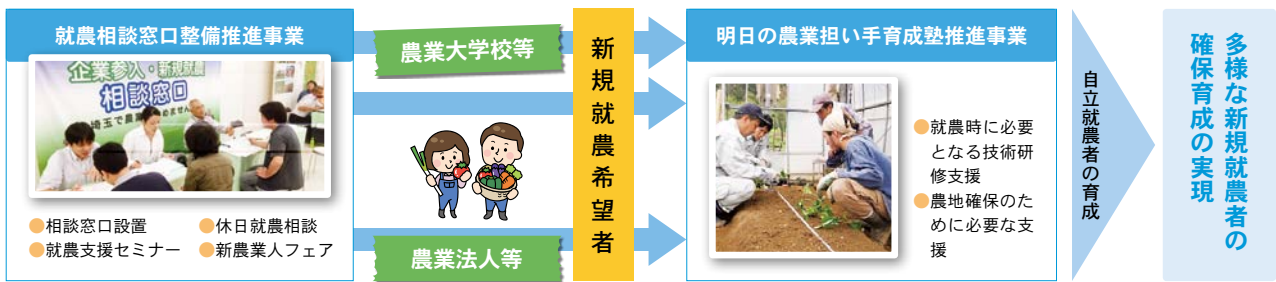 就農相談窓口整備推進事業
企業参入・新規就農
相談窓口
埼玉で農業
●相談窓口設置
●休日就農相談
●就農支援セミナー
●新農業人フェア
農業大学校等
農業法人等
新規就農希望者
明日の農業担い手育成塾推進事業
●就農時に必要
となる技術研
修支援
●農地確保のた
めに必要な支
援
自立就農者の育成
多様な新規就農者の
確保育成の実現